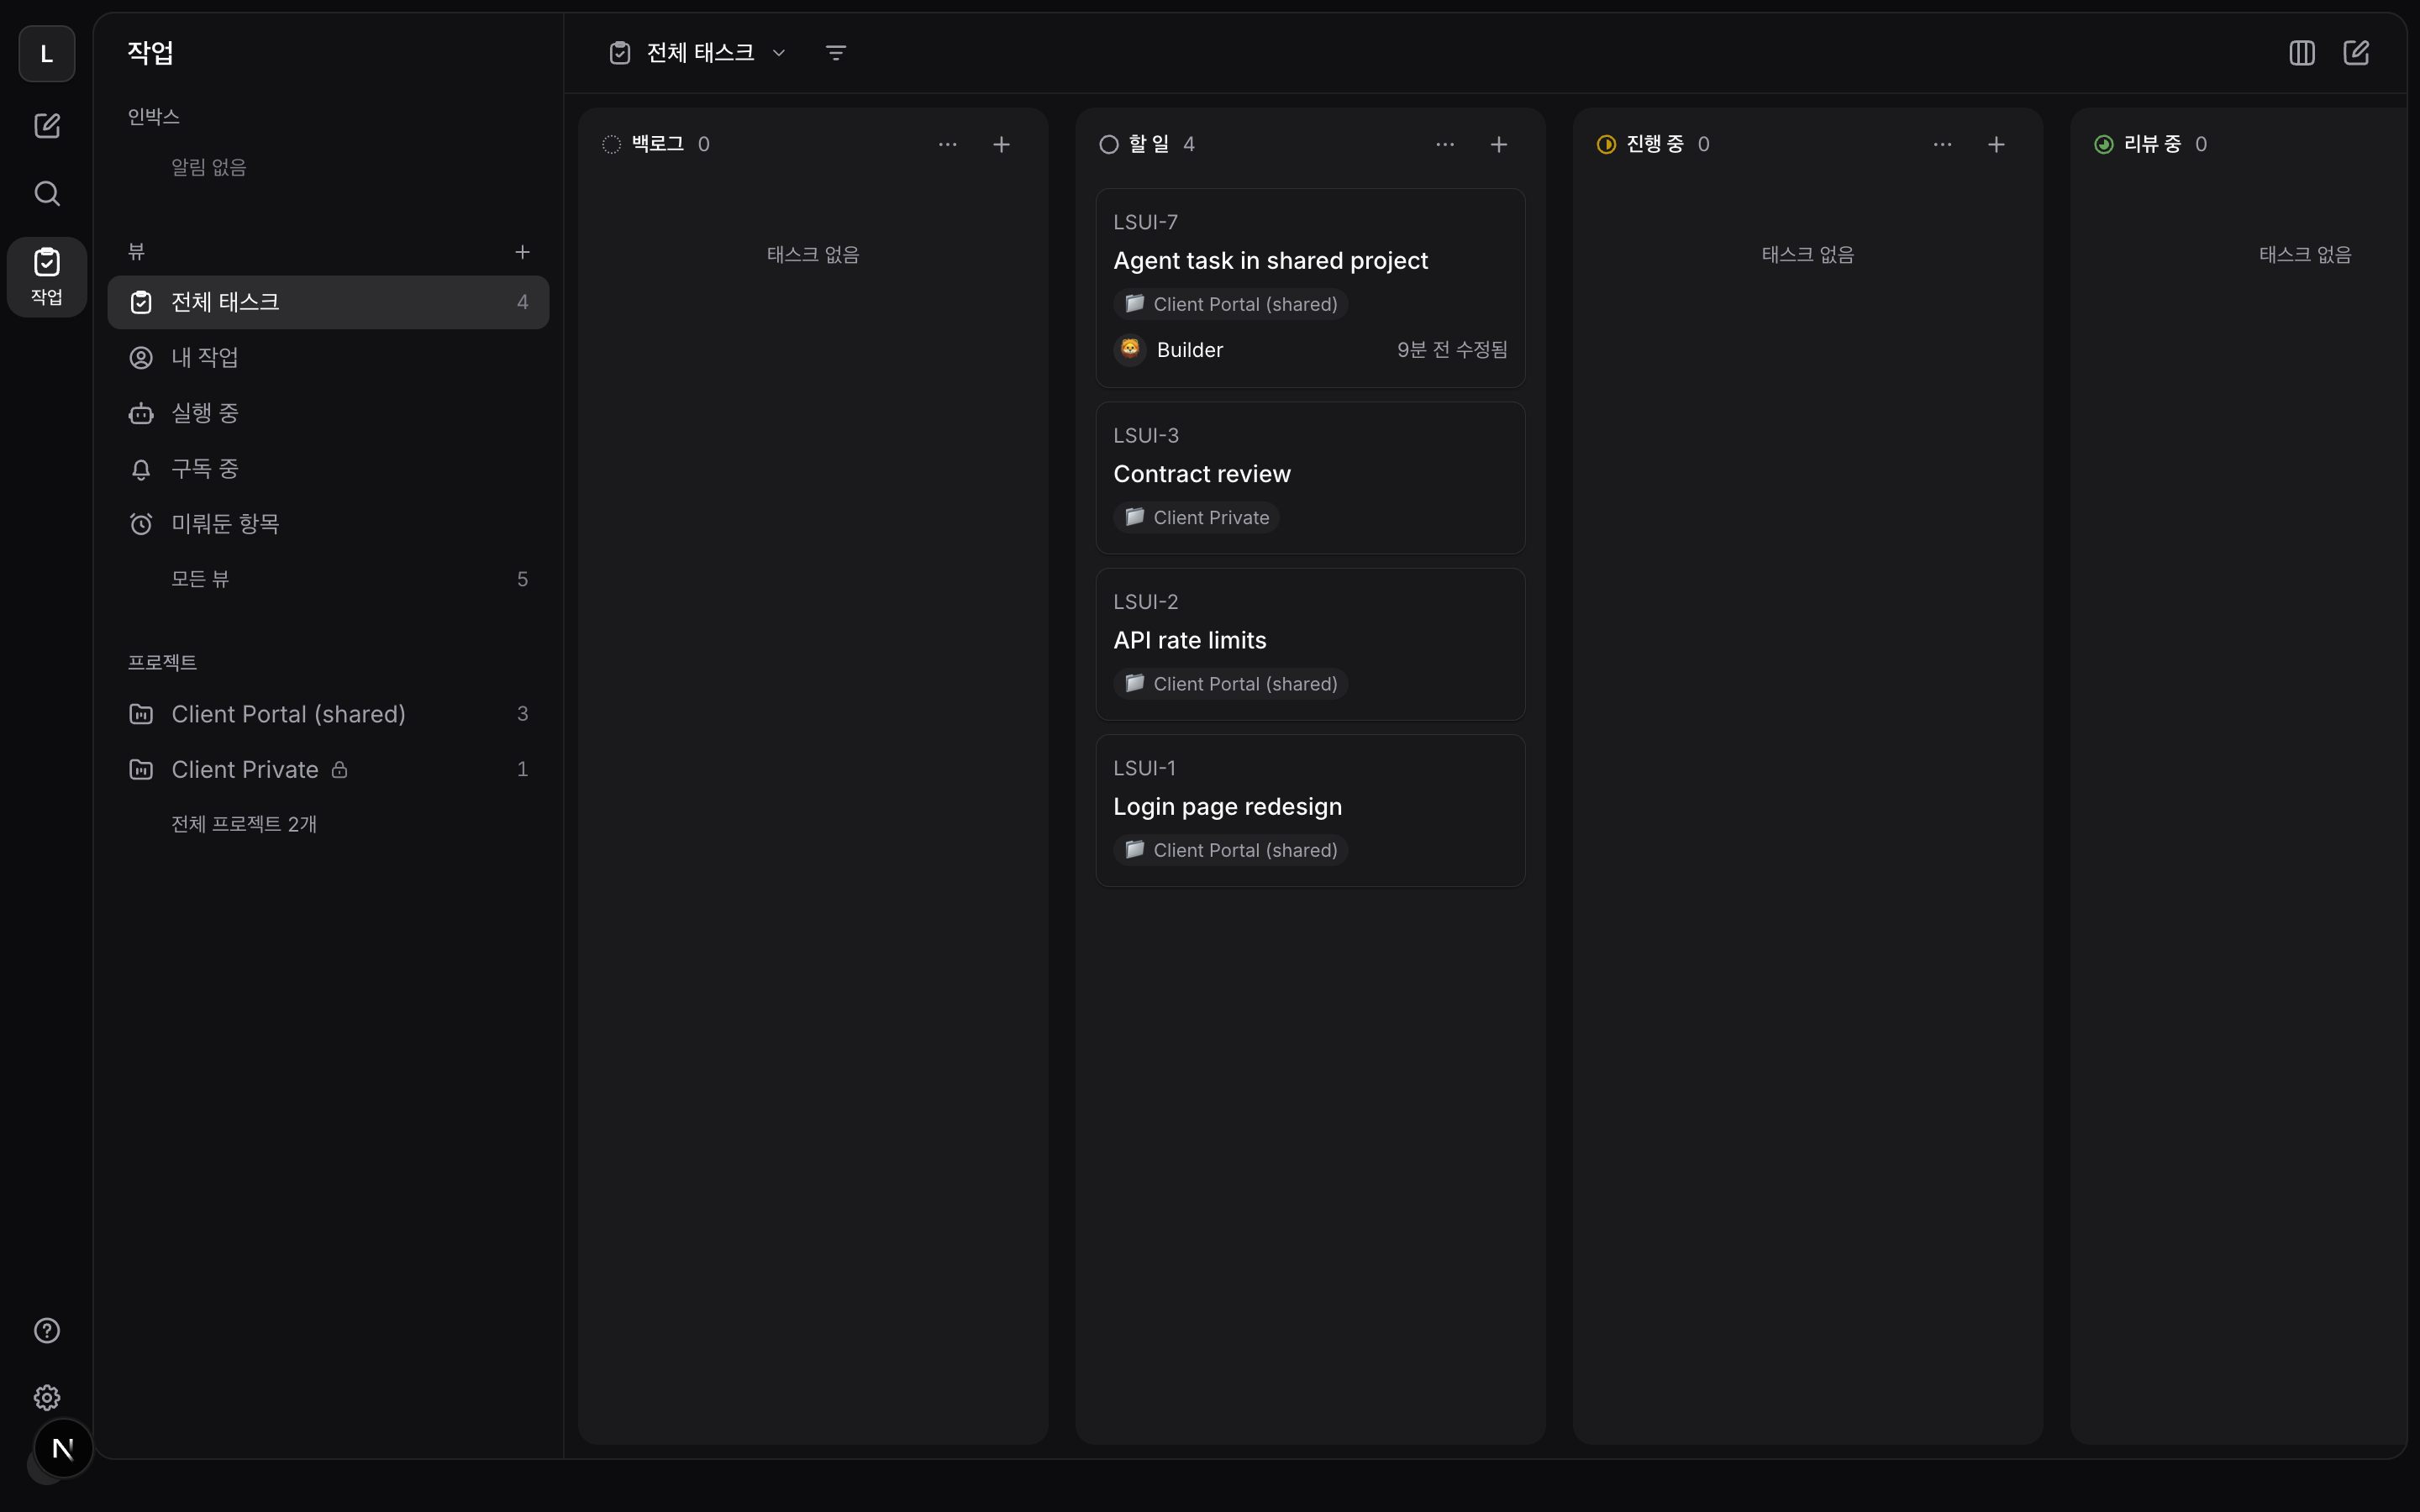 L
작업
작업
인박스
알림 없음
뷰
전체 태스크 4
내 작업
실행 중
구독 중
미뤄둔 항목
모든 뷰 5
프로젝트
Client Portal (shared) 3
Client Private 1
전체 프로젝트 2개
N
전체 태스크
백로그 0
태스크 없음
할 일 4
LSUI-7
Agent task in shared project
Client Portal (shared)
Builder 9분 전 수정됨
LSUI-3
Contract review
Client Private
LSUI-2
API rate limits
Client Portal (shared)
LSUI-1
Login page redesign
Client Portal (shared)
진행 중 0
태스크 없음
리뷰 중 0
태스크 없음